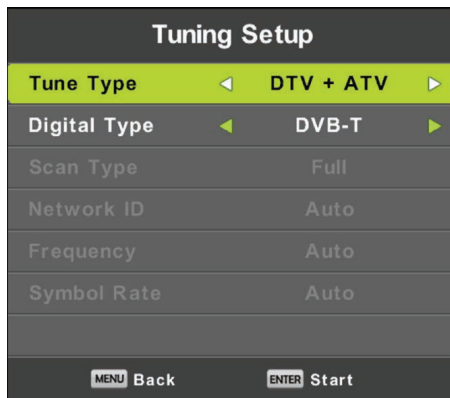 Tuning Setup
Tune Type DTV + ATV
Digital Type DVB-T
Scan Type Full
Network ID Auto
Frequency Auto
Symbol Rate Auto
MENU Back ENTER Start